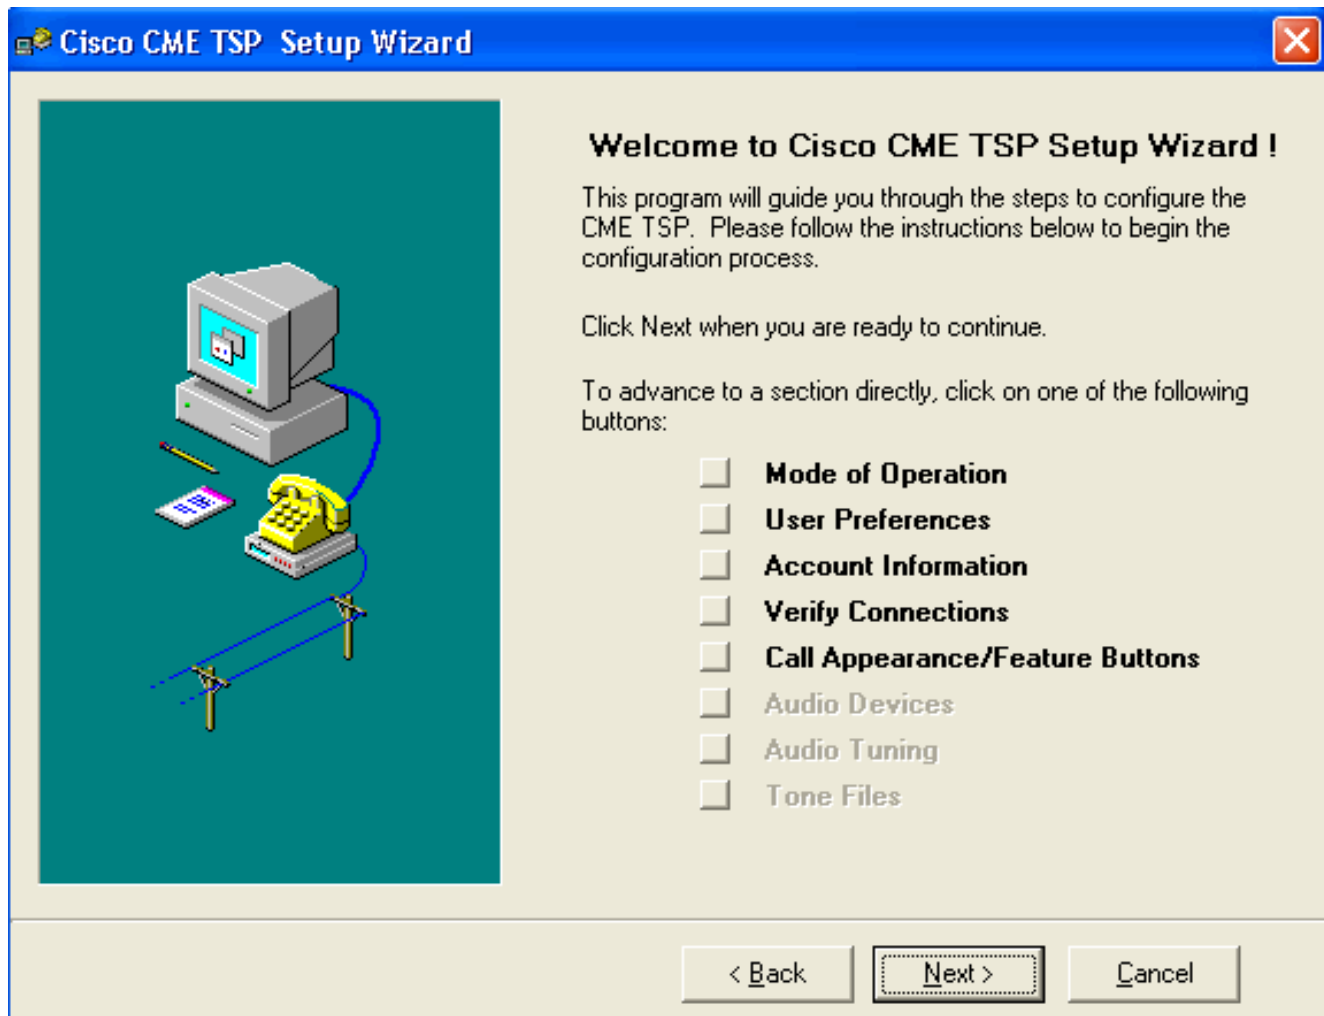 Cisco CME TSP Setup Wizard
Welcome to Cisco CME TSP Setup Wizard !
This program will guide you through the steps to configure the
CME TSP. Please follow the instructions below to begin the
configuration process.
Click Next when you are ready to continue.
To advance to a section directly, click on one of the following
buttons:
Mode of Operation
User Preferences
Account Information
Verify Connections
Call Appearance/Feature Buttons
Audio Devices
Audio Tuning
Tone Files
< Back
Next >
Cancel